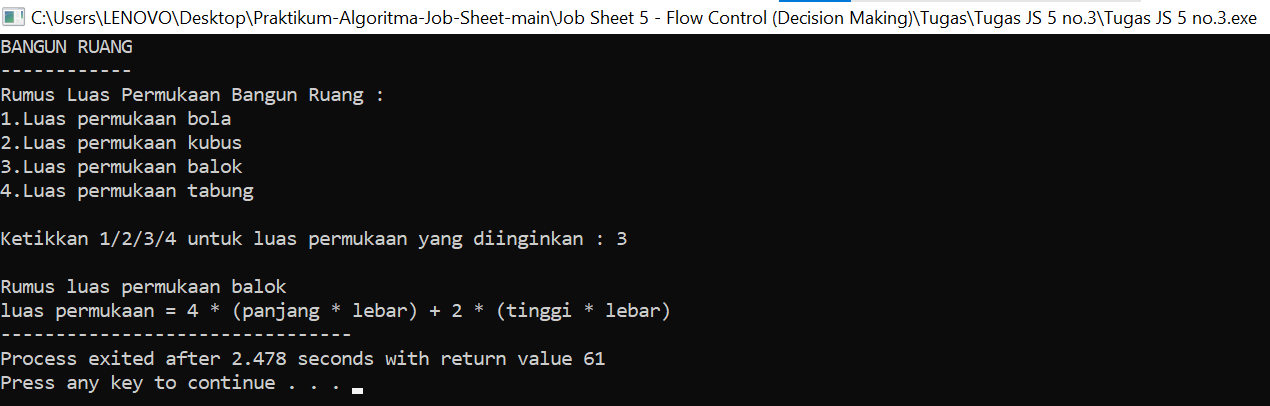 C:\Users\LENOVO\Desktop\Praktikum-Algoritma-Job-Sheet-main\Job Sheet 5 - Flow Control (Decision Making)\Tugas\Tugas JS 5 no.3\Tugas JS 5 no.3.exe
BANGUN RUANG
------------
Rumus Luas Permukaan Bangun Ruang :
1.Luas permukaan bola
2.Luas permukaan kubus
3.Luas permukaan balok
4.Luas permukaan tabung
Ketikkan 1/2/3/4 untuk luas permukaan yang diinginkan : 3
Rumus luas permukaan balok
luas permukaan = 4 * (panjang * lebar) + 2 * (tinggi * lebar)
--------------------------------
Process exited after 2.478 seconds with return value 61
Press any key to continue . . .